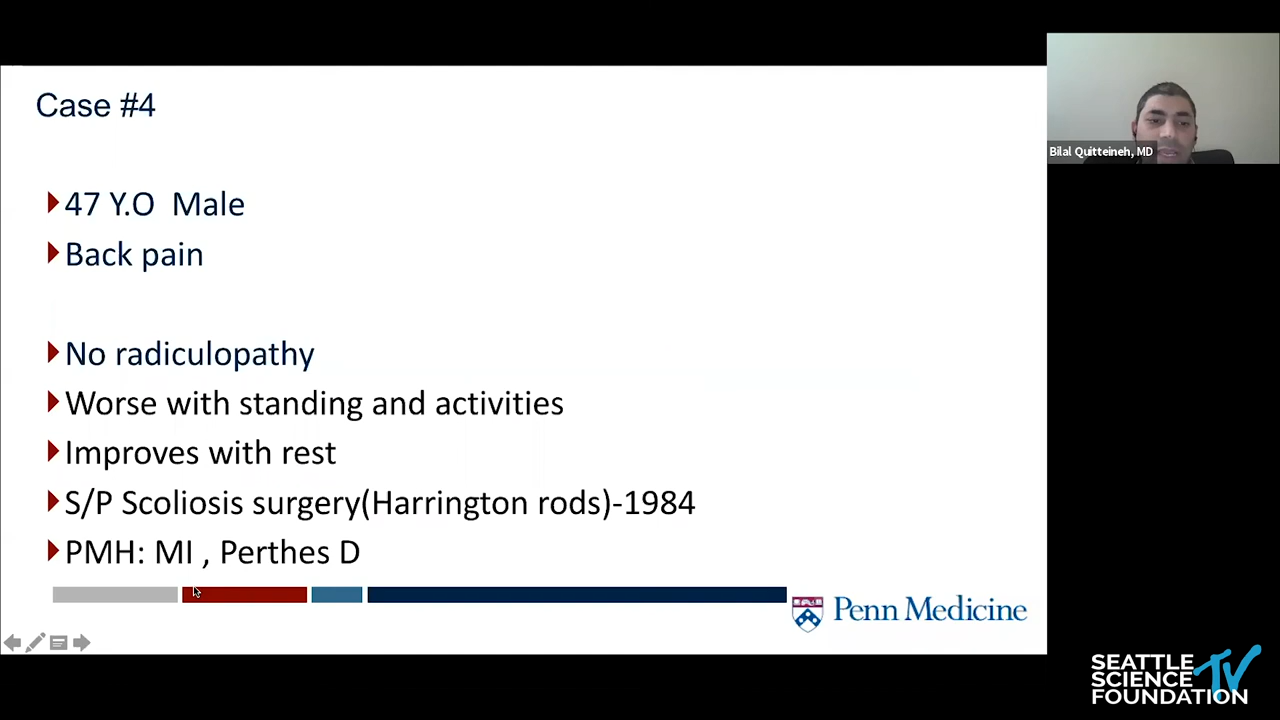 Case #4
47 Y.O Male
Back pain
No radiculopathy
Worse with standing and activities
Improves with rest
S/P Scoliosis surgery(Harrington rods)-1984
PMH: MI , Perthes D
Penn Medicine
Bilal Quitteineh, MD
SEATTLE
SCIENCE
FOUNDATION
TV